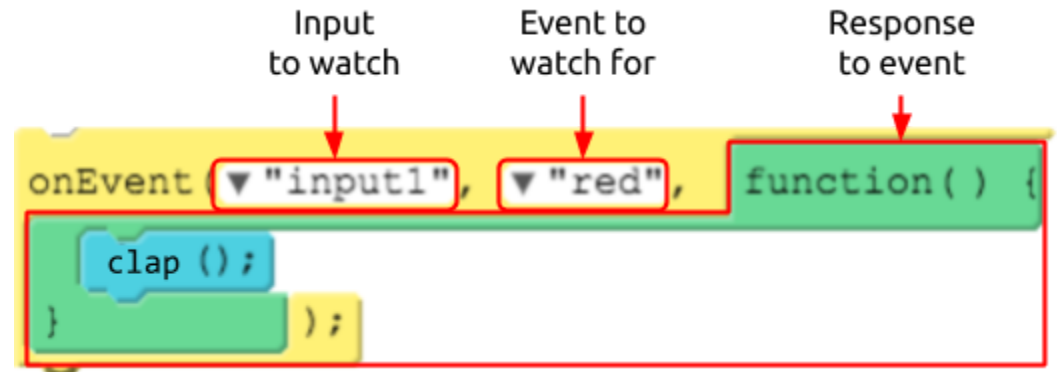 Input
to watch
Event to
watch for
Response
to event
onEvent( ▼ "input1", ▼ "red", function( ) {
clap ();
} );